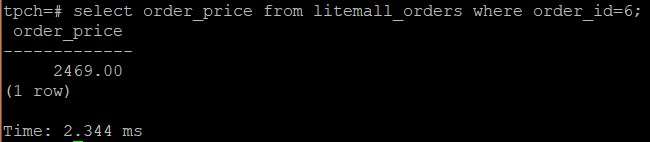 tpch=# select order_price from litemall_orders where order_id=6;
order_price
-------------
2469.00
(1 row)
Time: 2.344 ms